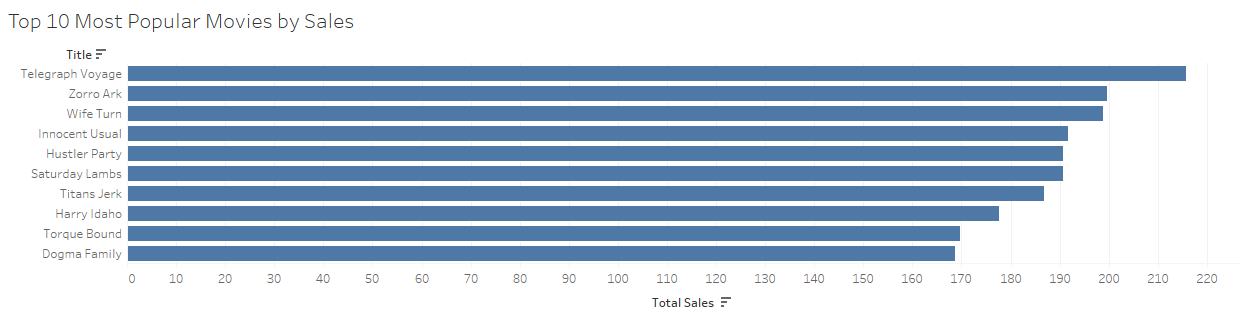 Top 10 Most Popular Movies by Sales
Title
Telegraph Voyage
Zorro Ark
Wife Turn
Innocent Usual
Hustler Party
Saturday Lambs
Titans Jerk
Harry Idaho
Torque Bound
Dogma Family
0 10 20 30 40 50 60 70 80 90 100 110 120 130 140 150 160 170 180 190 200 210 220
Total Sales